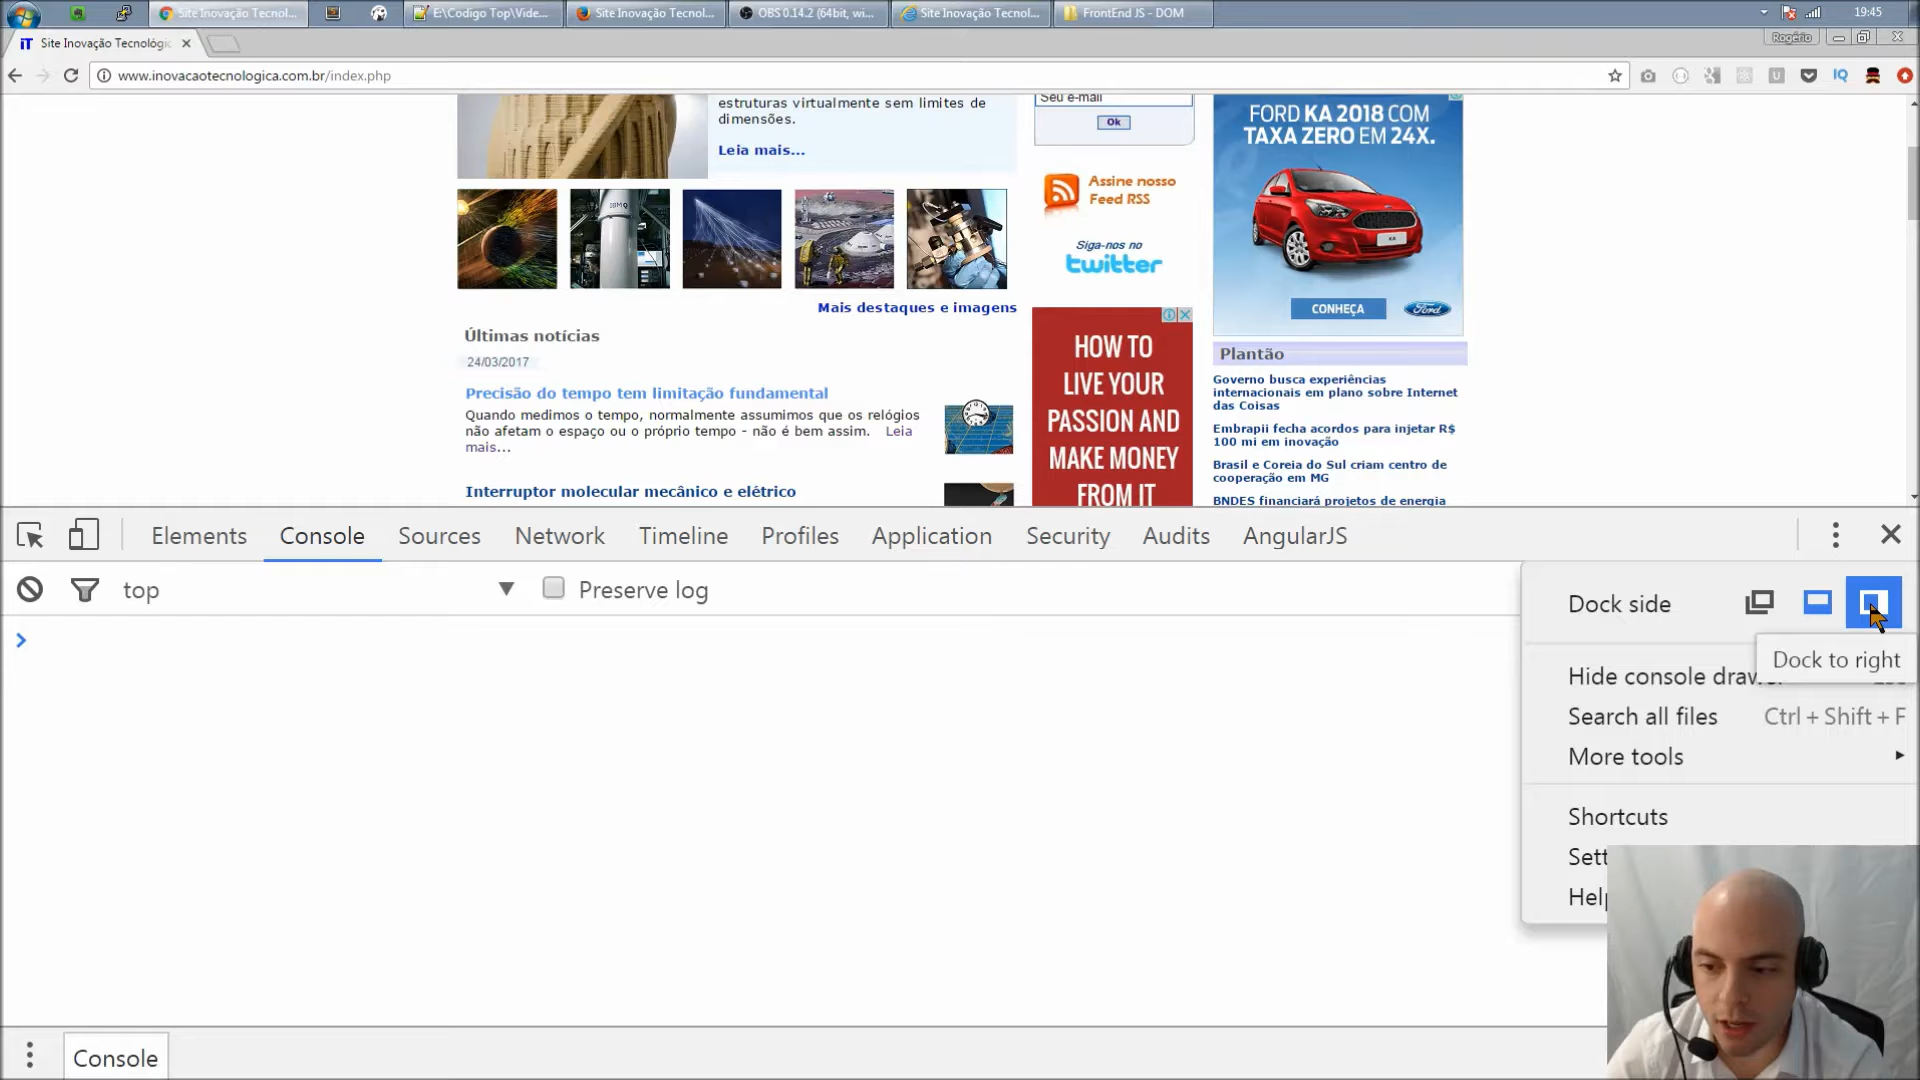 Site Inovação Tecnol...
E:\Codigo Top\Vide...
Site Inovação Tecnol...
OBS 0.14.2 (64bit, wi...
Site Inovação Tecnol...
FrontEnd JS - DOM
19:45
iT Site Inovação Tecnológic
Rogério
www.inovacaotecnologica.com.br/index.php
IQ
estruturas virtualmente sem limites de
dimensões.
Leia mais...
Mais destaques e imagens
Últimas notícias
24/03/2017
Precisão do tempo tem limitação fundamental
Quando medimos o tempo, normalmente assumimos que os relógios
não afetam o espaço ou o próprio tempo - não é bem assim. Leia
mais...
Interruptor molecular mecânico e elétrico
Seu e-mail
Ok
Assine nosso
Feed RSS
Siga-nos no
twitter
HOW TO
LIVE YOUR
PASSION AND
MAKE MONEY
FROM IT
FORD KA 2018 COM
TAXA ZERO EM 24X.
KA
CONHEÇA
Ford
Plantão
Governo busca experiências
internacionais em plano sobre Internet
das Coisas
Embrapii fecha acordos para injetar R$
100 mi em inovação
Brasil e Coreia do Sul criam centro de
cooperação em MG
BNDES financiará projetos de energia
Elements Console Sources Network Timeline Profiles Application Security Audits AngularJS
top
Preserve log
Dock side
Dock to right
Hide console draw
Search all files Ctrl + Shift + F
More tools
Shortcuts
Sett
Help
Console